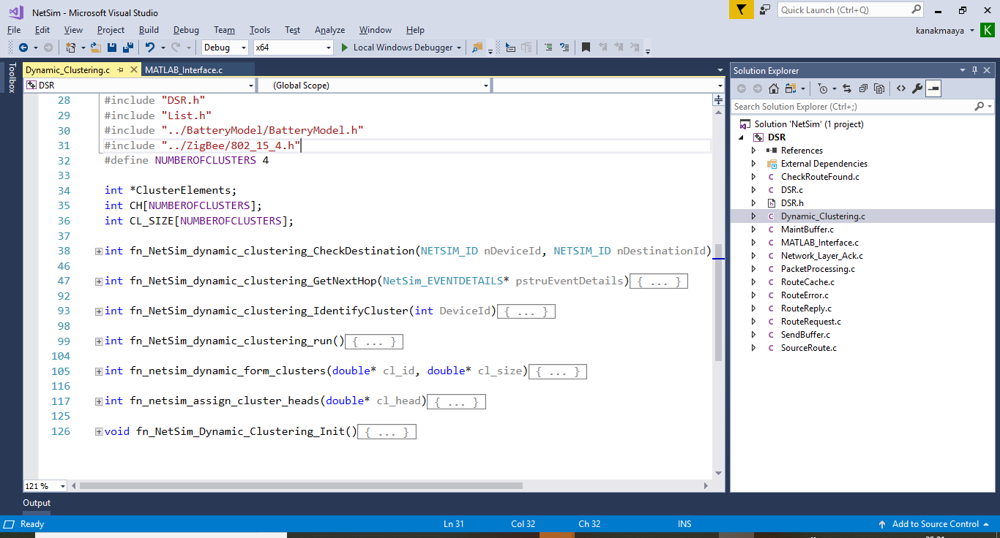 NetSim - Microsoft Visual Studio
Quick Launch (Ctrl+Q)
File Edit View Project Build Debug Team Tools Test Analyze Window Help
kanakmaaya K
Debug x64 Local Windows Debugger
Toolbox
Dynamic_Clustering.c MATLAB_Interface.c
DSR (Global Scope)
28 #include "DSR.h"
29 #include "List.h"
30 #include "../BatteryModel/BatteryModel.h"
31 #include "../ZigBee/802_15_4.h"
32 #define NUMBEROFCLUSTERS 4
33
34 int *ClusterElements;
35 int CH[NUMBEROFCLUSTERS];
36 int CL_SIZE[NUMBEROFCLUSTERS];
37
38 int fn_NetSim_dynamic_clustering_CheckDestination(NETSIM_ID nDeviceId, NETSIM_ID nDestinationId)
46
47 int fn_NetSim_dynamic_clustering_GetNextHop(NetSim_EVENTDETAILS* pstruEventDetails){ ... }
92
93 int fn_NetSim_dynamic_clustering_IdentifyCluster(int DeviceId){ ... }
98
99 int fn_NetSim_dynamic_clustering_run(){ ... }
104
105 int fn_netsim_dynamic_form_clusters(double* cl_id, double* cl_size){ ... }
116
117 int fn_netsim_assign_cluster_heads(double* cl_head){ ... }
125
126 void fn_NetSim_Dynamic_Clustering_Init(){ ... }
121 %
Solution Explorer
Search Solution Explorer (Ctrl+;)
Solution 'NetSim' (1 project)
DSR
References
External Dependencies
CheckRouteFound.c
DSR.c
DSR.h
Dynamic_Clustering.c
MaintBuffer.c
MATLAB_Interface.c
Network_Layer_Ack.c
PacketProcessing.c
RouteCache.c
RouteError.c
RouteReply.c
RouteRequest.c
SendBuffer.c
SourceRoute.c
Output
Ready Ln 31 Col 32 Ch 32 INS Add to Source Control